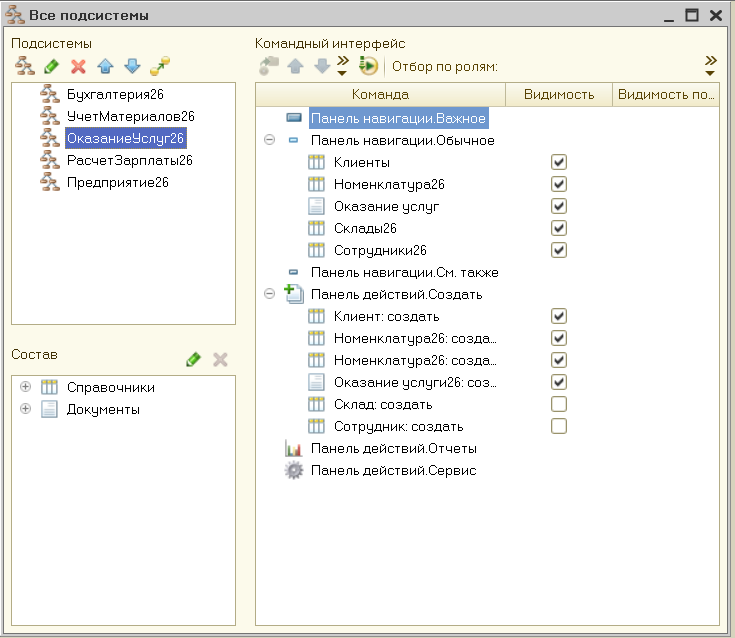 Все подсистемы
Подсистемы
Бухгалтерия26
УчетМатериалов26
ОказаниеУслуг26
РасчетЗарплаты26
Предприятие26
Состав
Справочники
Документы
Командный интерфейс
Отбор по ролям:
Команда Видимость Видимость по...
Панель навигации.Важное
Панель навигации.Обычное
Клиенты
Номенклатура26
Оказание услуг
Склады26
Сотрудники26
Панель навигации.См. также
Панель действий.Создать
Клиент: создать
Номенклатура26: созда...
Номенклатура26: созда...
Оказание услуги26: соз...
Склад: создать
Сотрудник: создать
Панель действий.Отчеты
Панель действий.Сервис